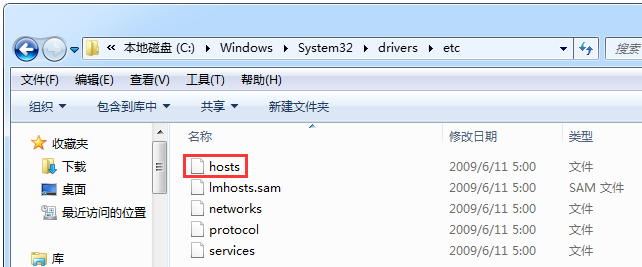 « 本地磁盘 (C:) Windows System32 drivers etc 搜索
文件(F) 编辑(E) 查看(V) 工具(T) 帮助(H)
组织 包含到库中 共享 新建文件夹
收藏夹
下载
桌面
最近访问的位置
库
名称 修改日期 类型
hosts 2009/6/11 5:00 文件
lmhosts.sam 2009/6/11 5:00 SAM 文件
networks 2009/6/11 5:00 文件
protocol 2009/6/11 5:00 文件
services 2009/6/11 5:00 文件